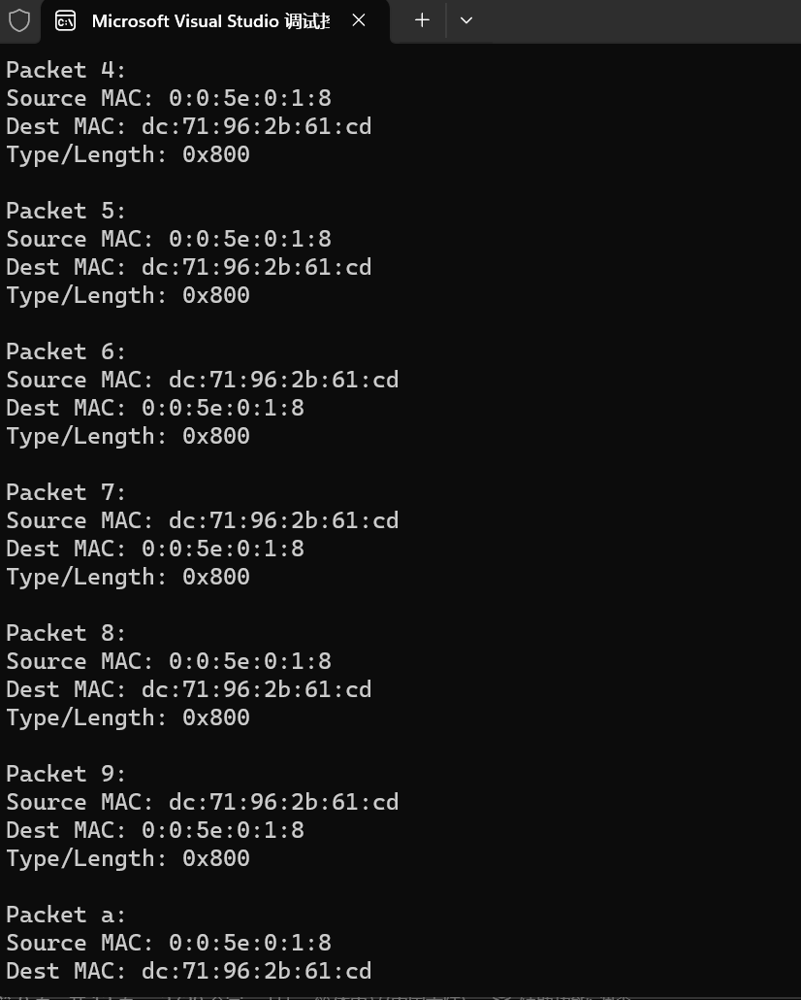 Microsoft Visual Studio 调试
Packet 4:
Source MAC: 0:0:5e:0:1:8
Dest MAC: dc:71:96:2b:61:cd
Type/Length: 0x800
Packet 5:
Source MAC: 0:0:5e:0:1:8
Dest MAC: dc:71:96:2b:61:cd
Type/Length: 0x800
Packet 6:
Source MAC: dc:71:96:2b:61:cd
Dest MAC: 0:0:5e:0:1:8
Type/Length: 0x800
Packet 7:
Source MAC: dc:71:96:2b:61:cd
Dest MAC: 0:0:5e:0:1:8
Type/Length: 0x800
Packet 8:
Source MAC: 0:0:5e:0:1:8
Dest MAC: dc:71:96:2b:61:cd
Type/Length: 0x800
Packet 9:
Source MAC: dc:71:96:2b:61:cd
Dest MAC: 0:0:5e:0:1:8
Type/Length: 0x800
Packet a:
Source MAC: 0:0:5e:0:1:8
Dest MAC: dc:71:96:2b:61:cd